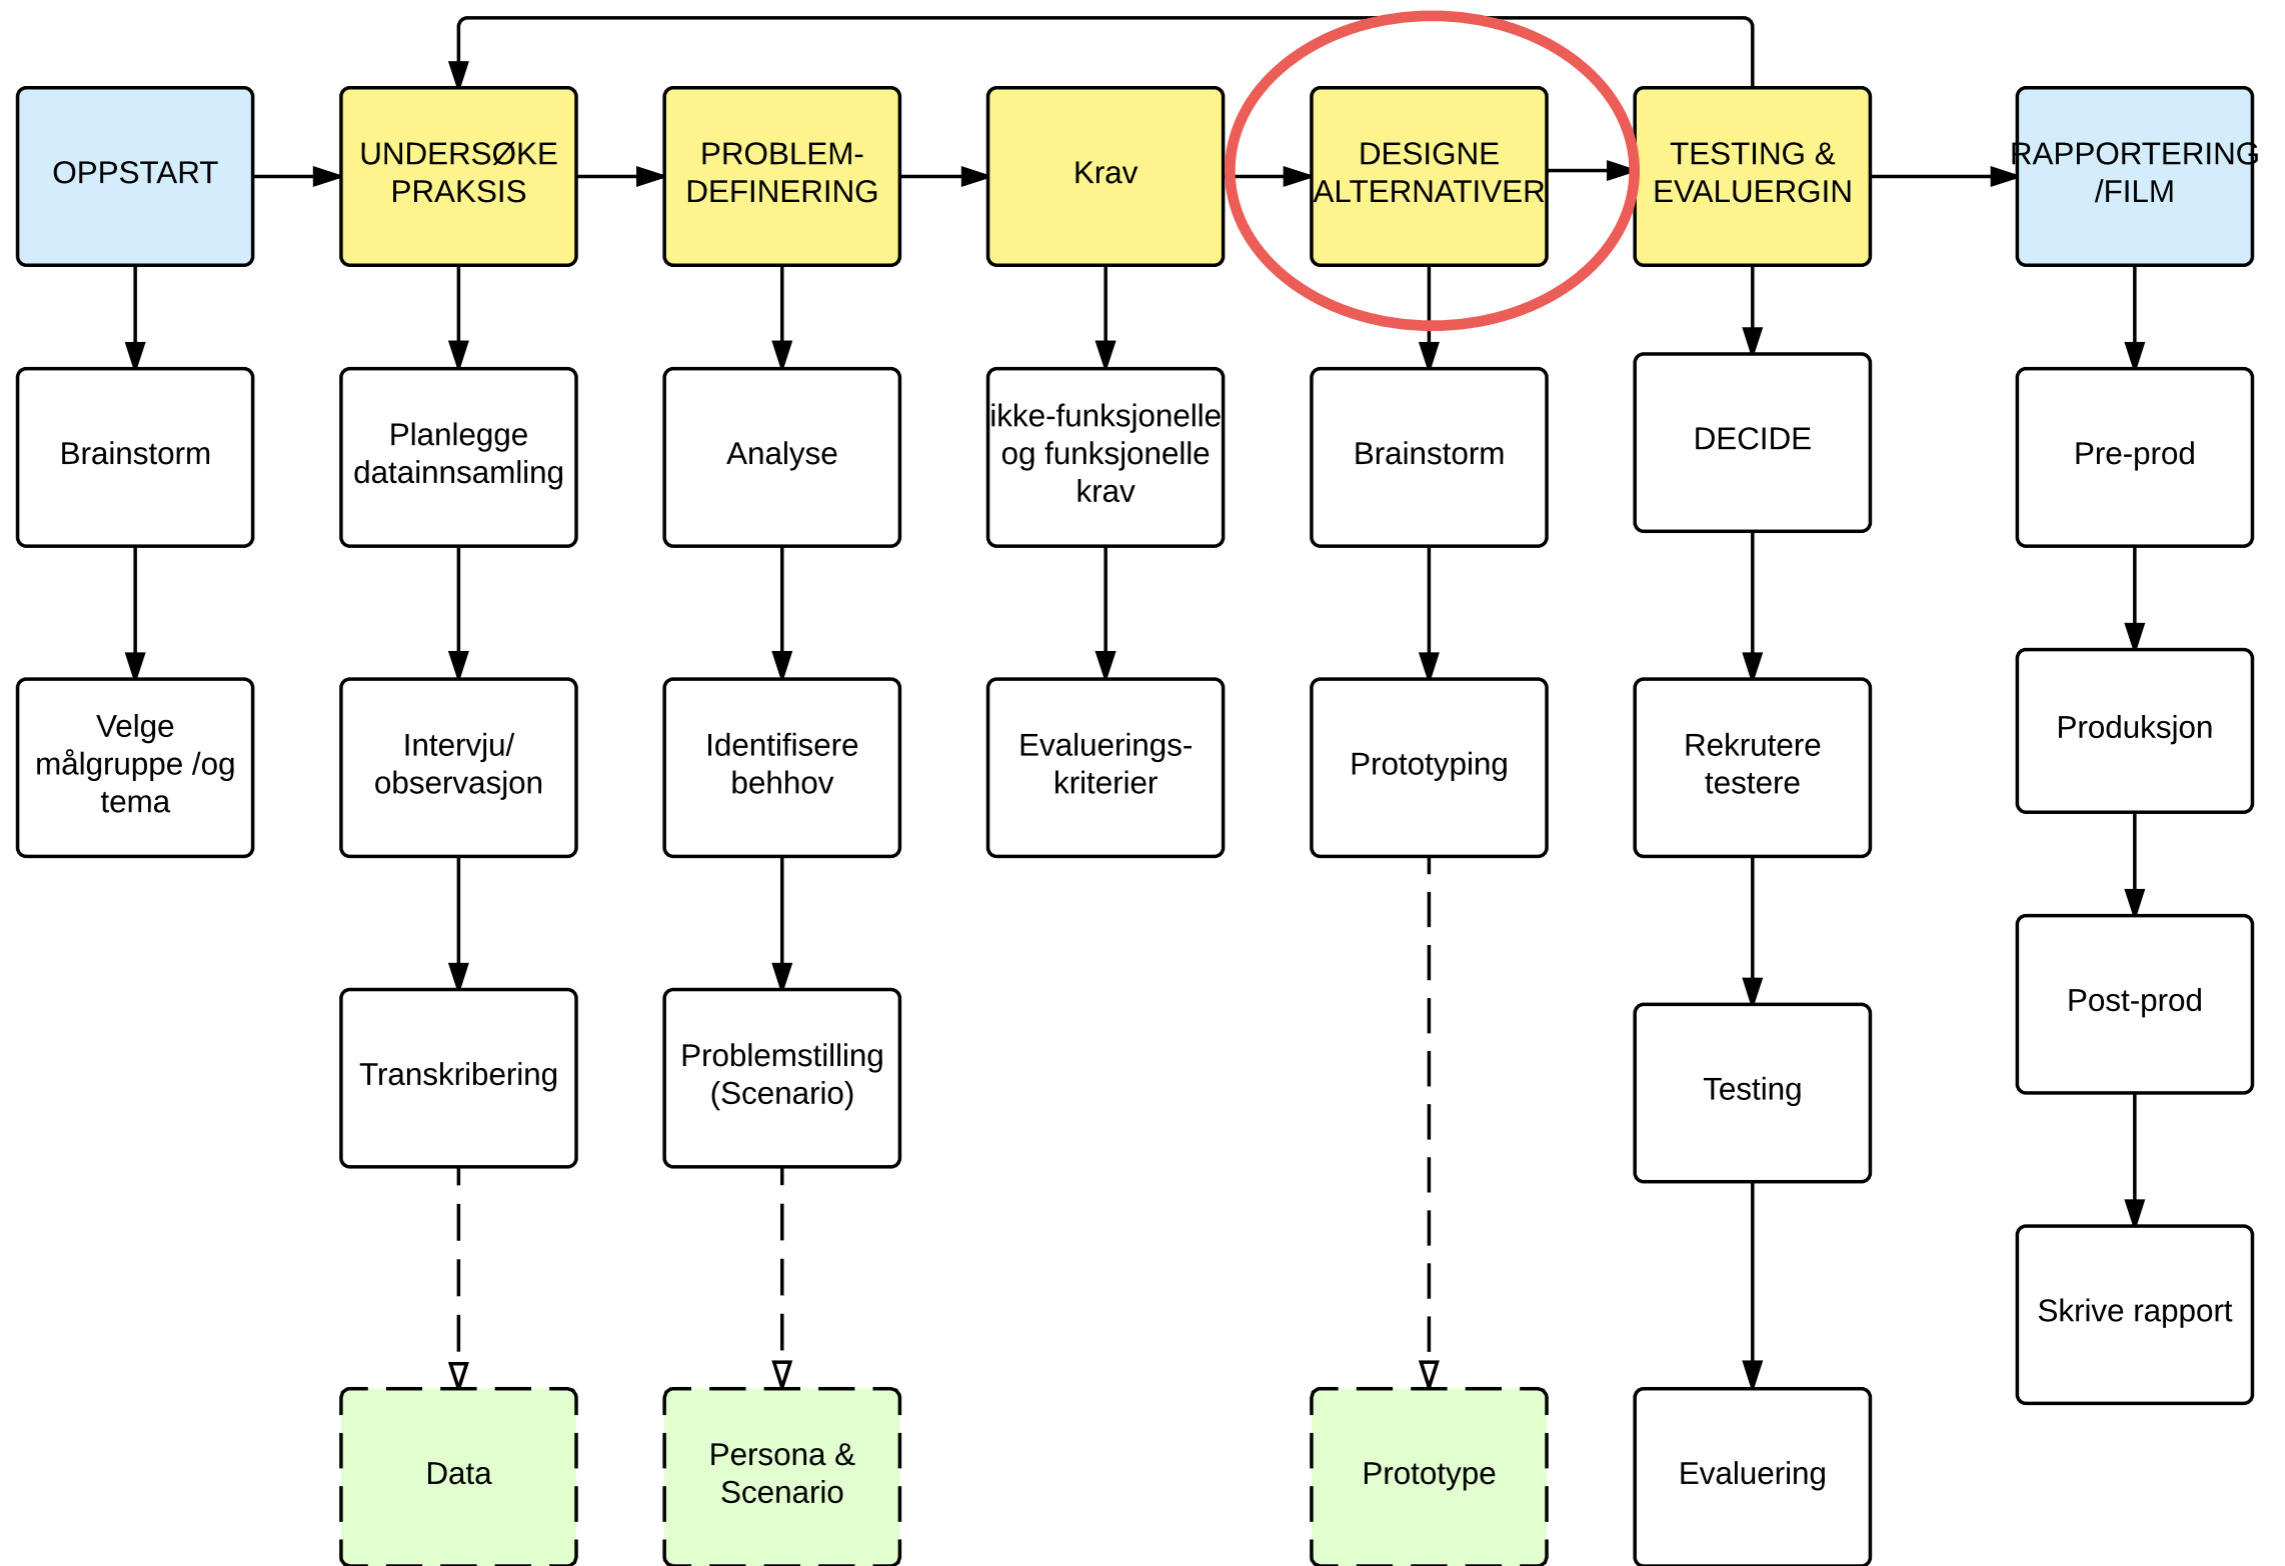 OPPSTART
UNDERSØKE
PRAKSIS
PROBLEM-
DEFINERING
Krav
DESIGNE
ALTERNATIVER
TESTING &
EVALUERGIN
RAPPORTERING
/FILM
Brainstorm
Planlegge
datainnsamling
Analyse
ikke-funksjonelle
og funksjonelle
krav
Brainstorm
DECIDE
Pre-prod
Velge
målgruppe /og
tema
Intervju/
observasjon
Identifisere
behhov
Evaluerings-
kriterier
Prototyping
Rekrutere
testere
Produksjon
Transkribering
Problemstilling
(Scenario)
Testing
Post-prod
Skrive rapport
Data
Persona &
Scenario
Prototype
Evaluering